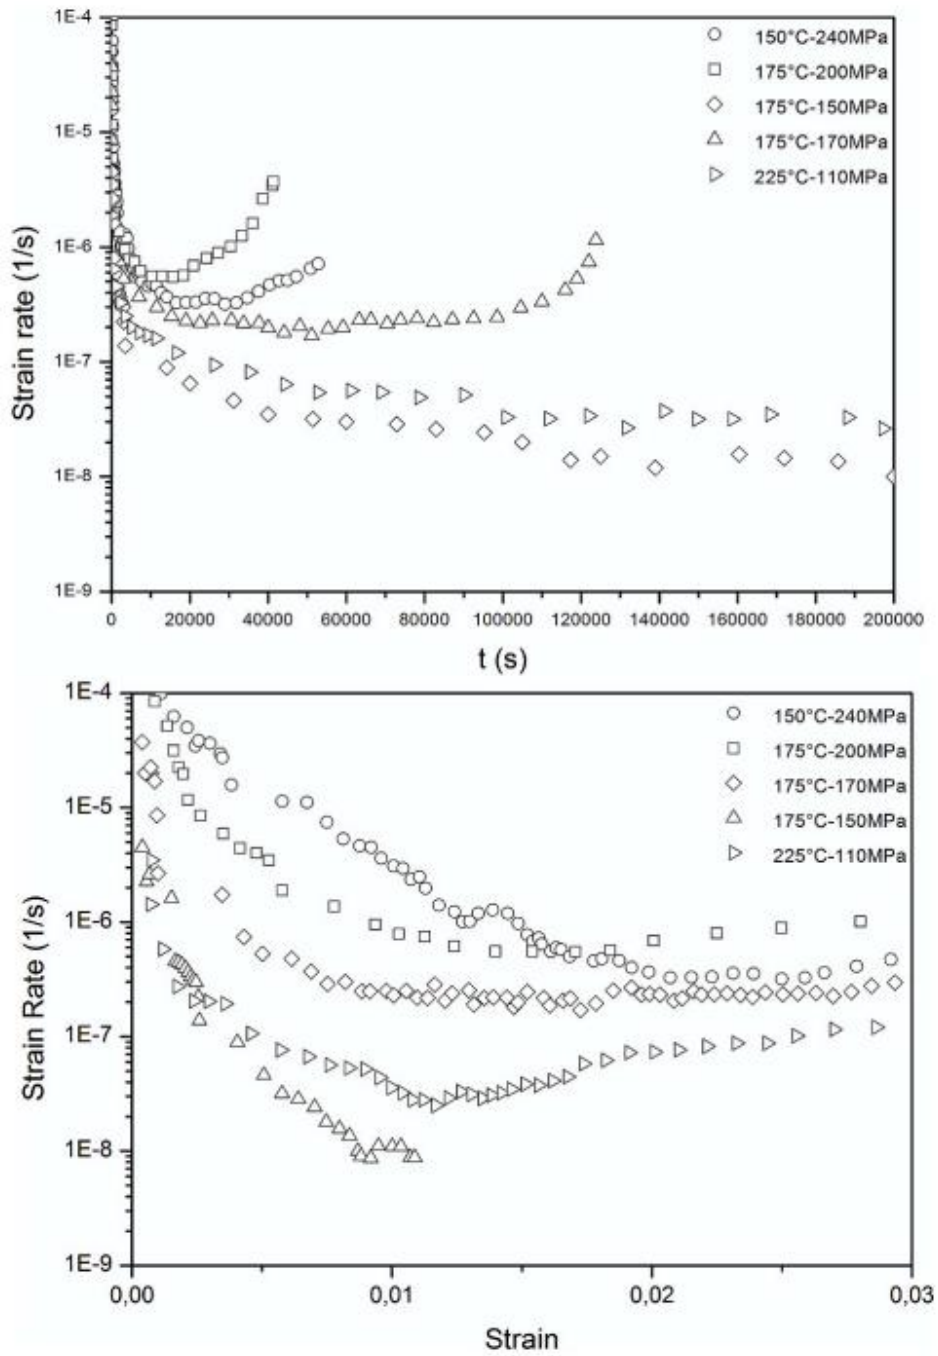 1E-4
1E-5
1E-6
1E-7
1E-8
1E-9
Strain rate (1/s)
150°C-240MPa
175°C-200MPa
175°C-150MPa
175°C-170MPa
225°C-110MPa
0 20000 40000 60000 80000 100000 120000 140000 160000 180000 200000
t (s)
1E-4
1E-5
1E-6
1E-7
1E-8
1E-9
Strain Rate (1/s)
150°C-240MPa
175°C-200MPa
175°C-170MPa
175°C-150MPa
225°C-110MPa
0,00 0,01 0,02 0,03
Strain